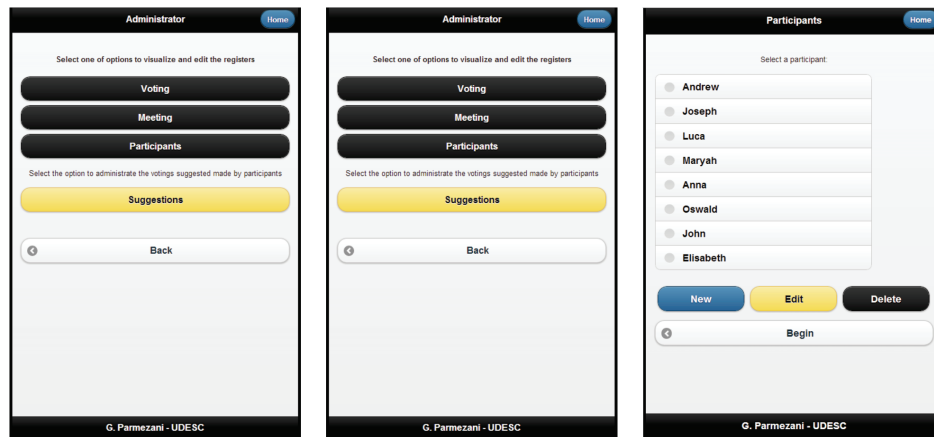 Administrator
Home
Select one of options to visualize and edit the registers
Voting
Meeting
Participants
Select the option to administrate the votings suggested made by participants
Suggestions
Back
G. Parmezani - UDESC
Administrator
Home
Select one of options to visualize and edit the registers
Voting
Meeting
Participants
Select the option to administrate the votings suggested made by participants
Suggestions
Back
G. Parmezani - UDESC
Participants
Home
Select a participant:
Andrew
Joseph
Luca
Maryah
Anna
Oswald
John
Elisabeth
New
Edit
Delete
Begin
G. Parmezani - UDESC